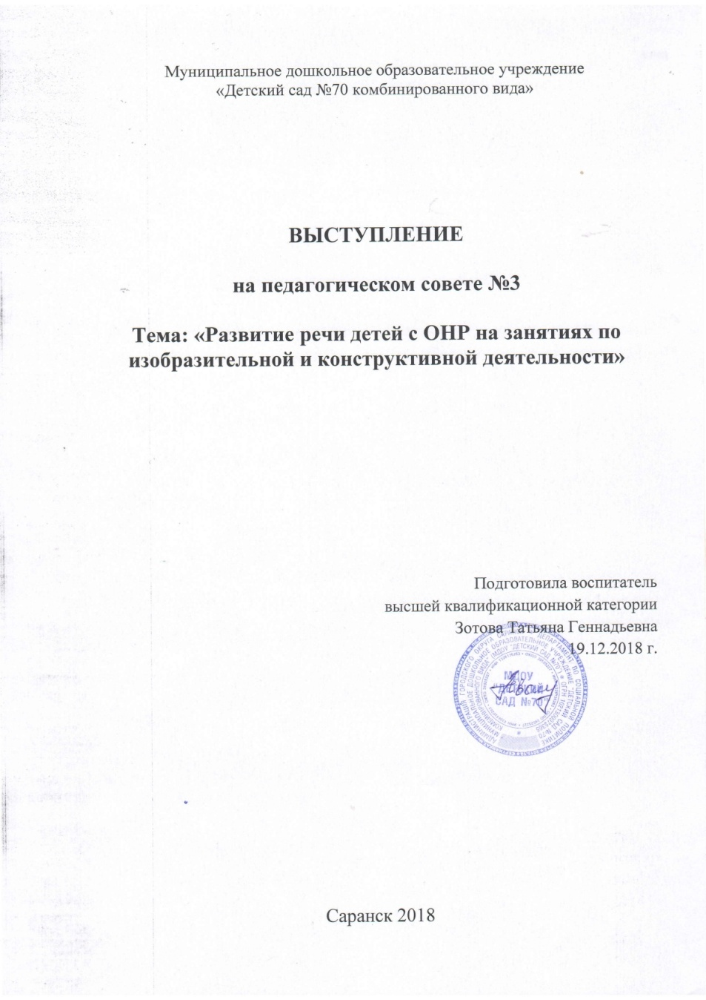 Муниципальное дошкольное образовательное учреждение
«Детский сад №70 комбинированного вида»
ВЫСТУПЛЕНИЕ
на педагогическом совете №3
Тема: «Развитие речи детей с ОНР на занятиях по
изобразительной и конструктивной деятельности»
Подготовила воспитатель
высшей квалификационной категории
Зотова Татьяна Геннадьевна
19.12.2018 г.
МДОУ
"ДЕТСКИЙ
САД №70"
Саранск 2018